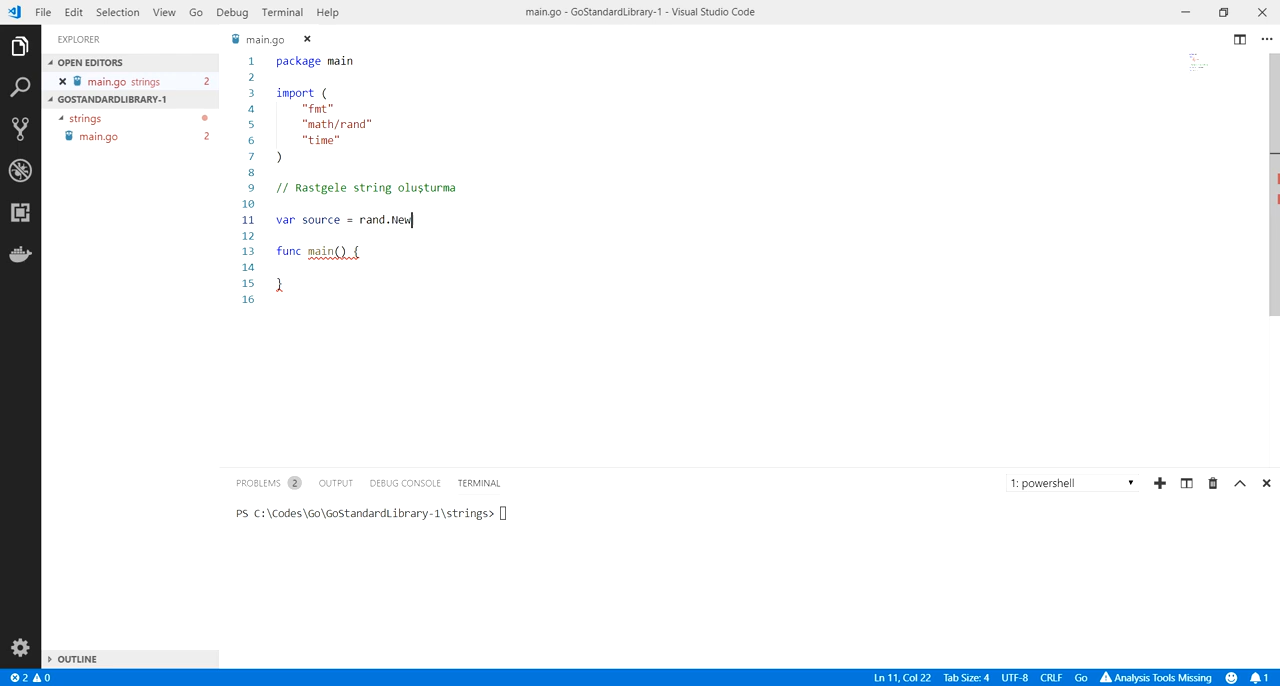 File Edit Selection View Go Debug Terminal Help
main.go - GoStandardLibrary-1 - Visual Studio Code
EXPLORER
OPEN EDITORS
main.go strings 2
GOSTANDARDLIBRARY-1
strings
main.go 2
OUTLINE
main.go
1 package main
2
3 import (
4 "fmt"
5 "math/rand"
6 "time"
7 )
8
9 // Rastgele string oluşturma
10
11 var source = rand.New
12
13 func main() {
14
15 }
16
PROBLEMS 2 OUTPUT DEBUG CONSOLE TERMINAL
1: powershell
PS C:\Codes\Go\GoStandardLibrary-1\strings>
2 0
Ln 11, Col 22 Tab Size: 4 UTF-8 CRLF Go Analysis Tools Missing 1